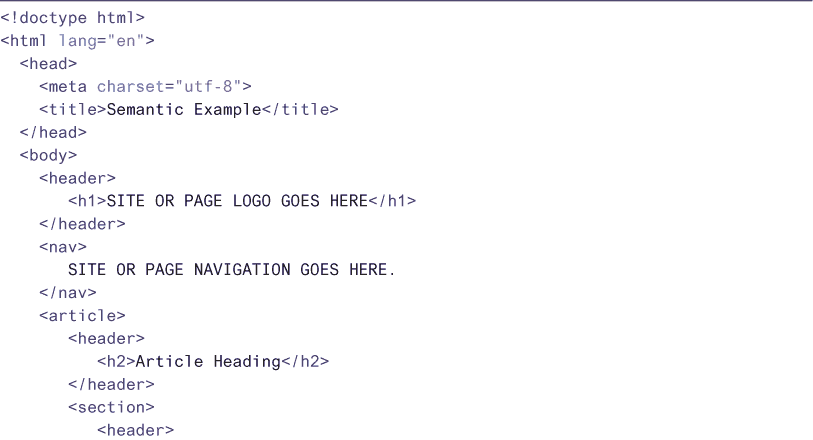 <!doctype html>
<html lang="en">
<head>
<meta charset="utf-8">
<title>Semantic Example</title>
</head>
<body>
<header>
<h1>SITE OR PAGE LOGO GOES HERE</h1>
</header>
<nav>
SITE OR PAGE NAVIGATION GOES HERE.
</nav>
<article>
<header>
<h2>Article Heading</h2>
</header>
<section>
<header>